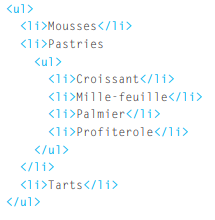 <ul>
  <li>Mousses</li>
  <li>Pastries
    <ul>
      <li>Croissant</li>
      <li>Mille-feuille</li>
      <li>Palmier</li>
      <li>Profiterole</li>
    </ul>
  </li>
  <li>Tarts</li>
</ul>